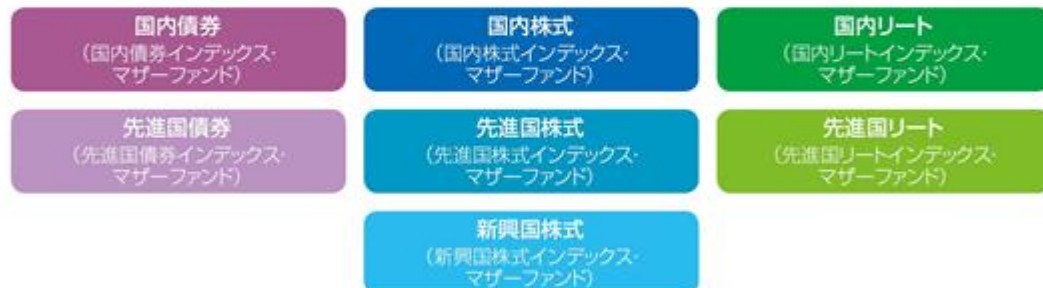 国内債券
（国内債券インデックス・
マザーファンド）
国内株式
（国内株式インデックス・
マザーファンド）
国内リート
（国内リートインデックス・
マザーファンド）
先進国債券
（先進国債券インデックス・
マザーファンド）
先進国株式
（先進国株式インデックス・
マザーファンド）
先進国リート
（先進国リートインデックス・
マザーファンド）
新興国株式
（新興国株式インデックス・
マザーファンド）